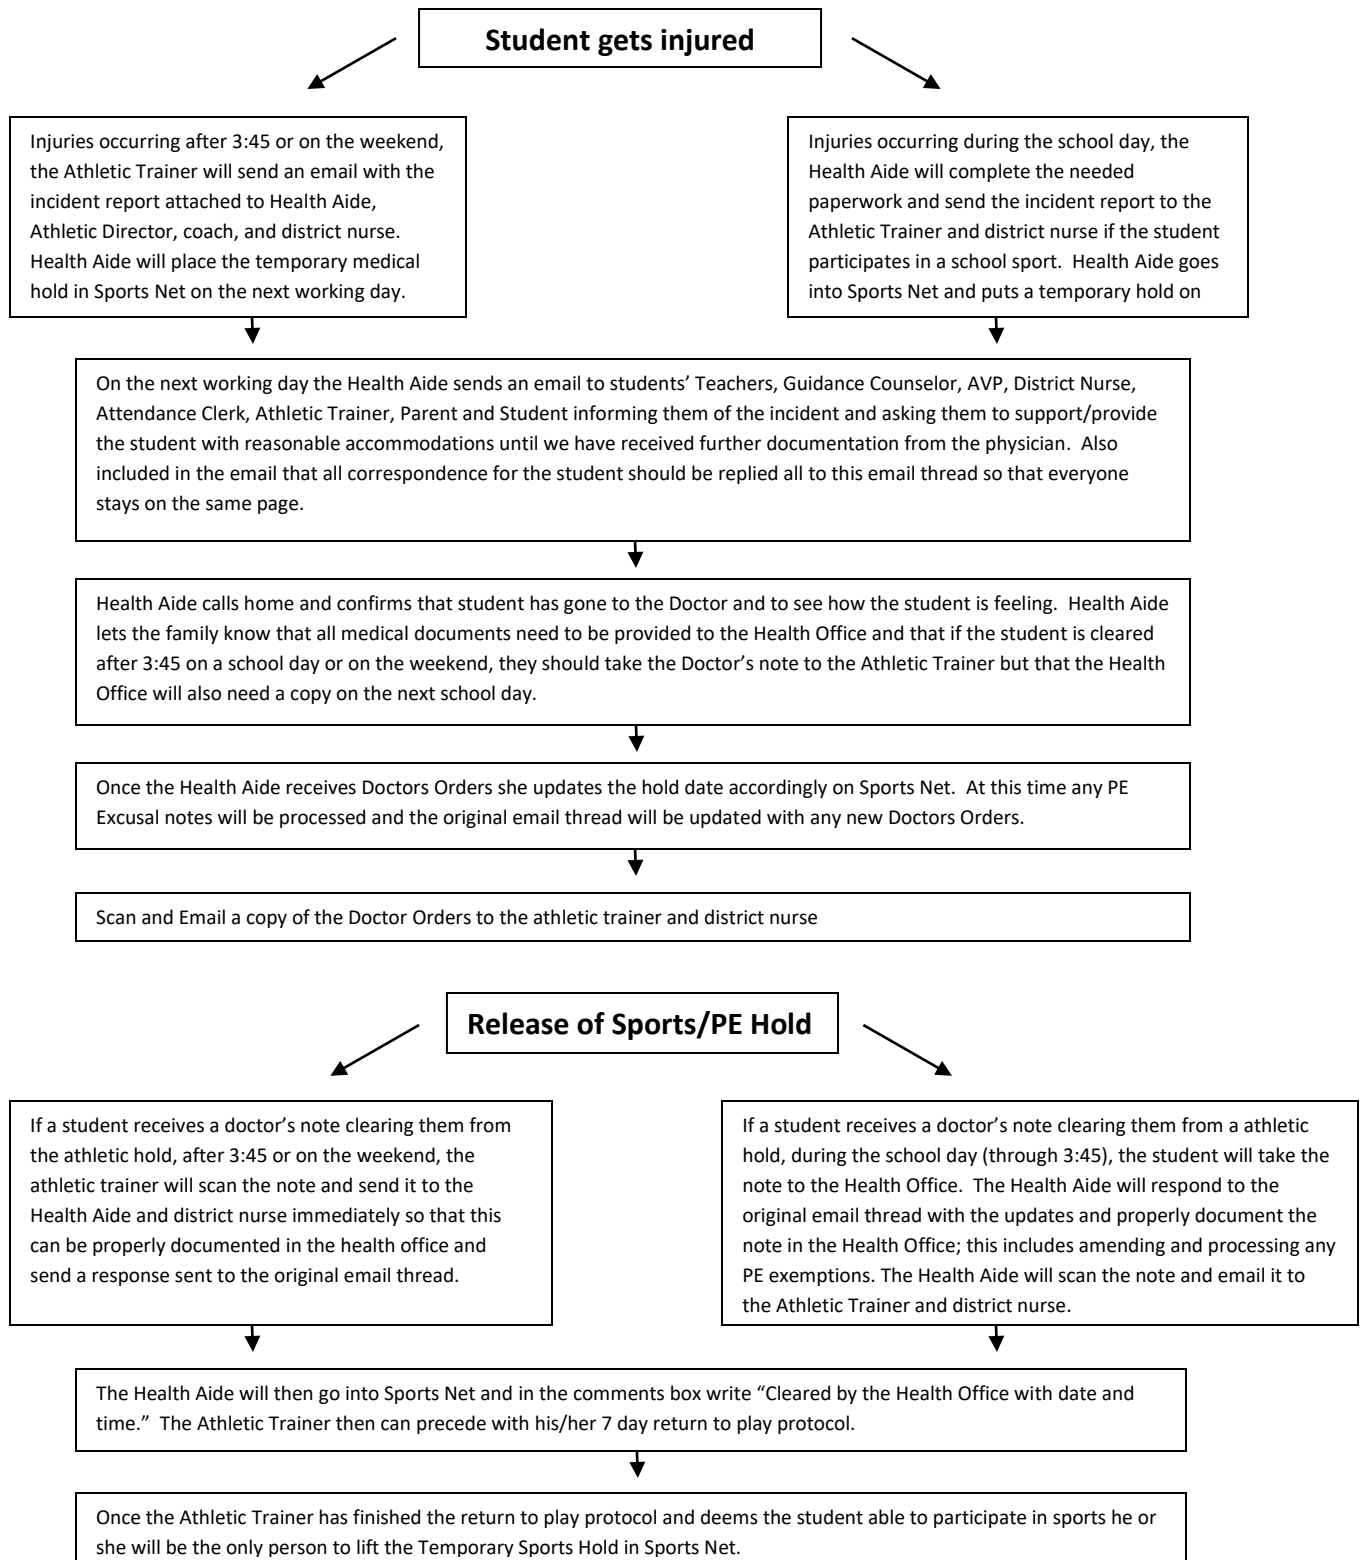 Student gets injured
Injuries occurring after 3:45 or on the weekend,
the Athletic Trainer will send an email with the
incident report attached to Health Aide,
Athletic Director, coach, and district nurse.
Health Aide will place the temporary medical
hold in Sports Net on the next working day.
Injuries occurring during the school day, the
Health Aide will complete the needed
paperwork and send the incident report to the
Athletic Trainer and district nurse if the student
participates in a school sport.  Health Aide goes
into Sports Net and puts a temporary hold on
On the next working day the Health Aide sends an email to students’ Teachers, Guidance Counselor, AVP, District Nurse,
Attendance Clerk, Athletic Trainer, Parent and Student informing them of the incident and asking them to support/provide
the student with reasonable accommodations until we have received further documentation from the physician.  Also
included in the email that all correspondence for the student should be replied all to this email thread so that everyone
stays on the same page.
Health Aide calls home and confirms that student has gone to the Doctor and to see how the student is feeling.  Health Aide
lets the family know that all medical documents need to be provided to the Health Office and that if the student is cleared
after 3:45 on a school day or on the weekend, they should take the Doctor’s note to the Athletic Trainer but that the Health
Office will also need a copy on the next school day.
Once the Health Aide receives Doctors Orders she updates the hold date accordingly on Sports Net.  At this time any PE
Excusal notes will be processed and the original email thread will be updated with any new Doctors Orders.
Scan and Email a copy of the Doctor Orders to the athletic trainer and district nurse
Release of Sports/PE Hold
If a student receives a doctor’s note clearing them from
the athletic hold, after 3:45 or on the weekend, the
athletic trainer will scan the note and send it to the
Health Aide and district nurse immediately so that this
can be properly documented in the health office and
send a response sent to the original email thread.
If a student receives a doctor’s note clearing them from a athletic
hold, during the school day (through 3:45), the student will take the
note to the Health Office.  The Health Aide will respond to the
original email thread with the updates and properly document the
note in the Health Office; this includes amending and processing any
PE exemptions. The Health Aide will scan the note and email it to
the Athletic Trainer and district nurse.
The Health Aide will then go into Sports Net and in the comments box write “Cleared by the Health Office with date and
time.”  The Athletic Trainer then can precede with his/her 7 day return to play protocol.
Once the Athletic Trainer has finished the return to play protocol and deems the student able to participate in sports he or
she will be the only person to lift the Temporary Sports Hold in Sports Net.